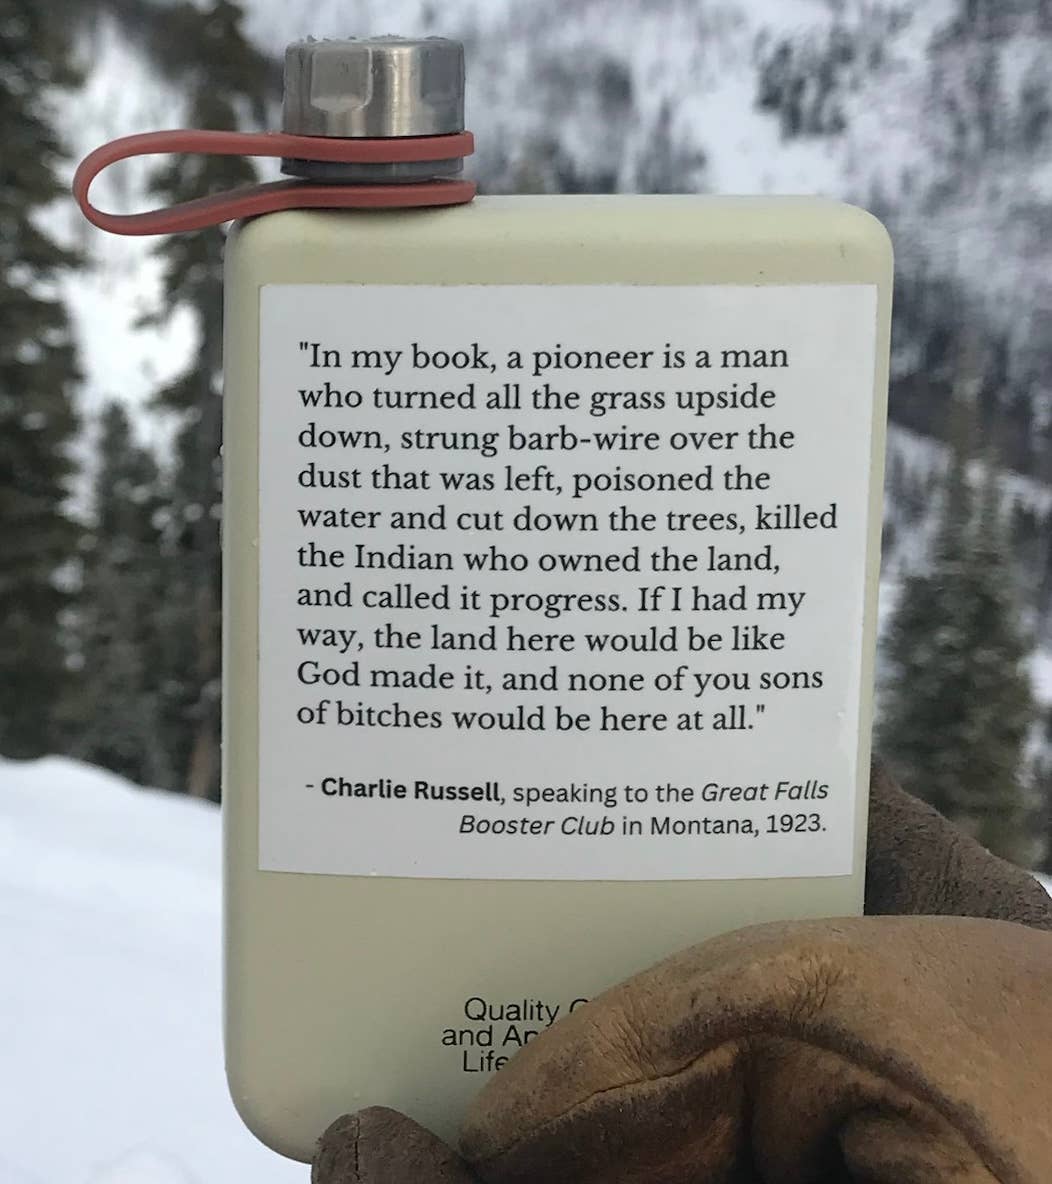 "In my book, a pioneer is a man
who turned all the grass upside
down, strung barb-wire over the
dust that was left, poisoned the
water and cut down the trees, killed
the Indian who owned the land,
and called it progress. If I had my
way, the land here would be like
God made it, and none of you sons
of bitches would be here at all."
- Charlie Russell, speaking to the Great Falls
Booster Club in Montana, 1923.
Quality
and
Life